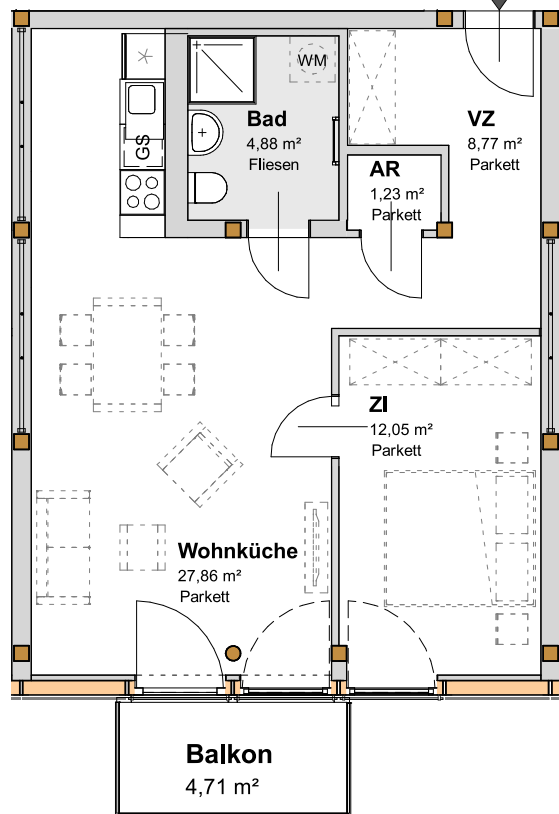 WM
Bad
4,88 m²
Fliesen
VZ
8,77 m²
Parkett
GS
AR
1,23 m²
Parkett
ZI
12,05 m²
Parkett
Wohnküche
27,86 m²
Parkett
Balkon
4,71 m²